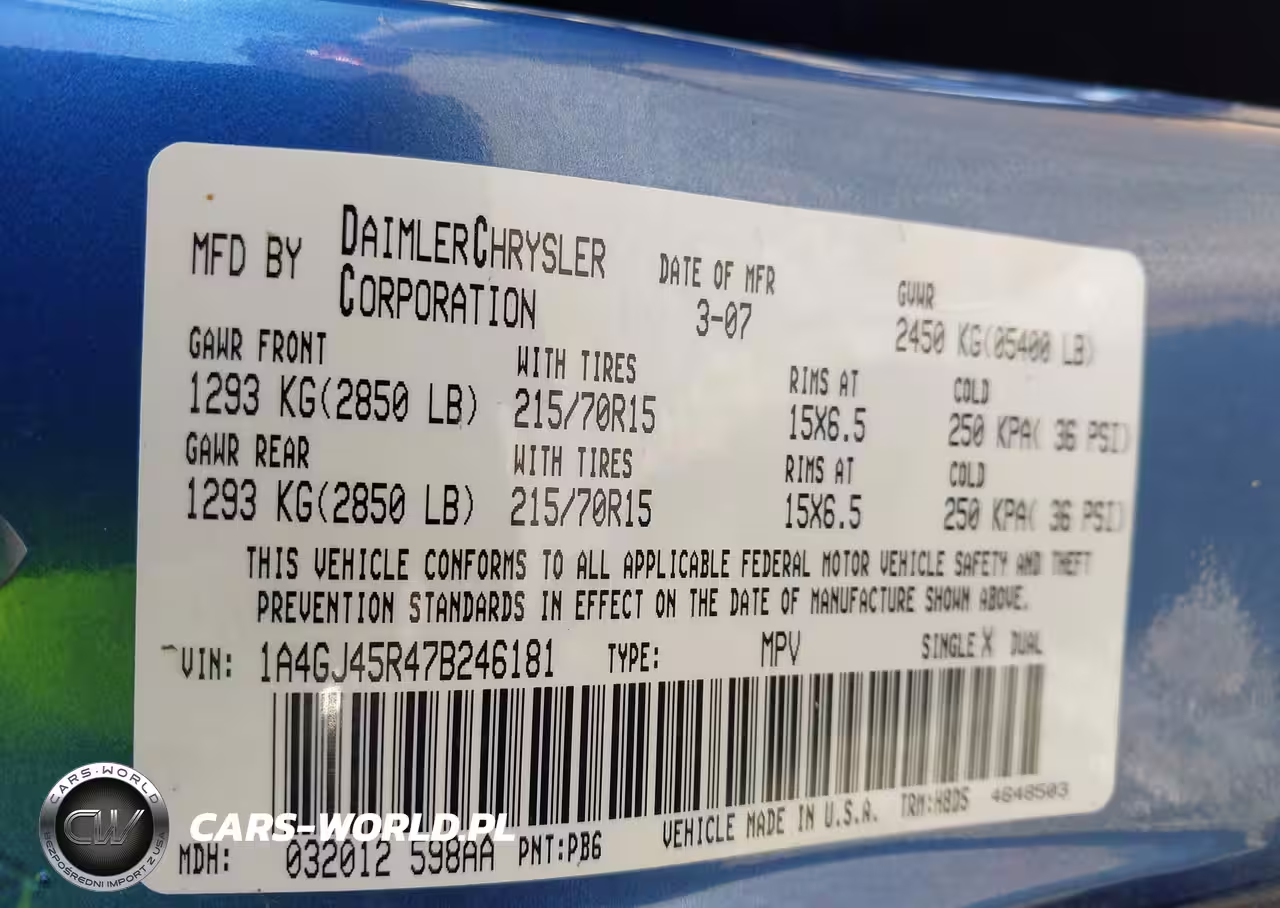 MFD BY DAIMLERCHRYSLER CORPORATION
DATE OF MFR
3-07
GVWR
2450 KG(05400 LB)
GAWR FRONT
1293 KG(2850 LB)
WITH TIRES
215/70R15
RIMS AT
15X6.5
COLD
250 KPA( 36 PSI)
GAWR REAR
1293 KG(2850 LB)
WITH TIRES
215/70R15
RIMS AT
15X6.5
COLD
250 KPA( 36 PSI)
THIS VEHICLE CONFORMS TO ALL APPLICABLE FEDERAL MOTOR VEHICLE SAFETY AND THEFT
PREVENTION STANDARDS IN EFFECT ON THE DATE OF MANUFACTURE SHOWN ABOVE.
VIN: 1A4GJ45R47B246181 TYPE: MPV SINGLE X DUAL
MDH: 032012 598AA PNT:PB6 VEHICLE MADE IN U.S.A. TRM:H8DS 4648503
CARS-WORLD
CW
BEZPOŚREDNI IMPORT Z USA
CARS-WORLD.PL